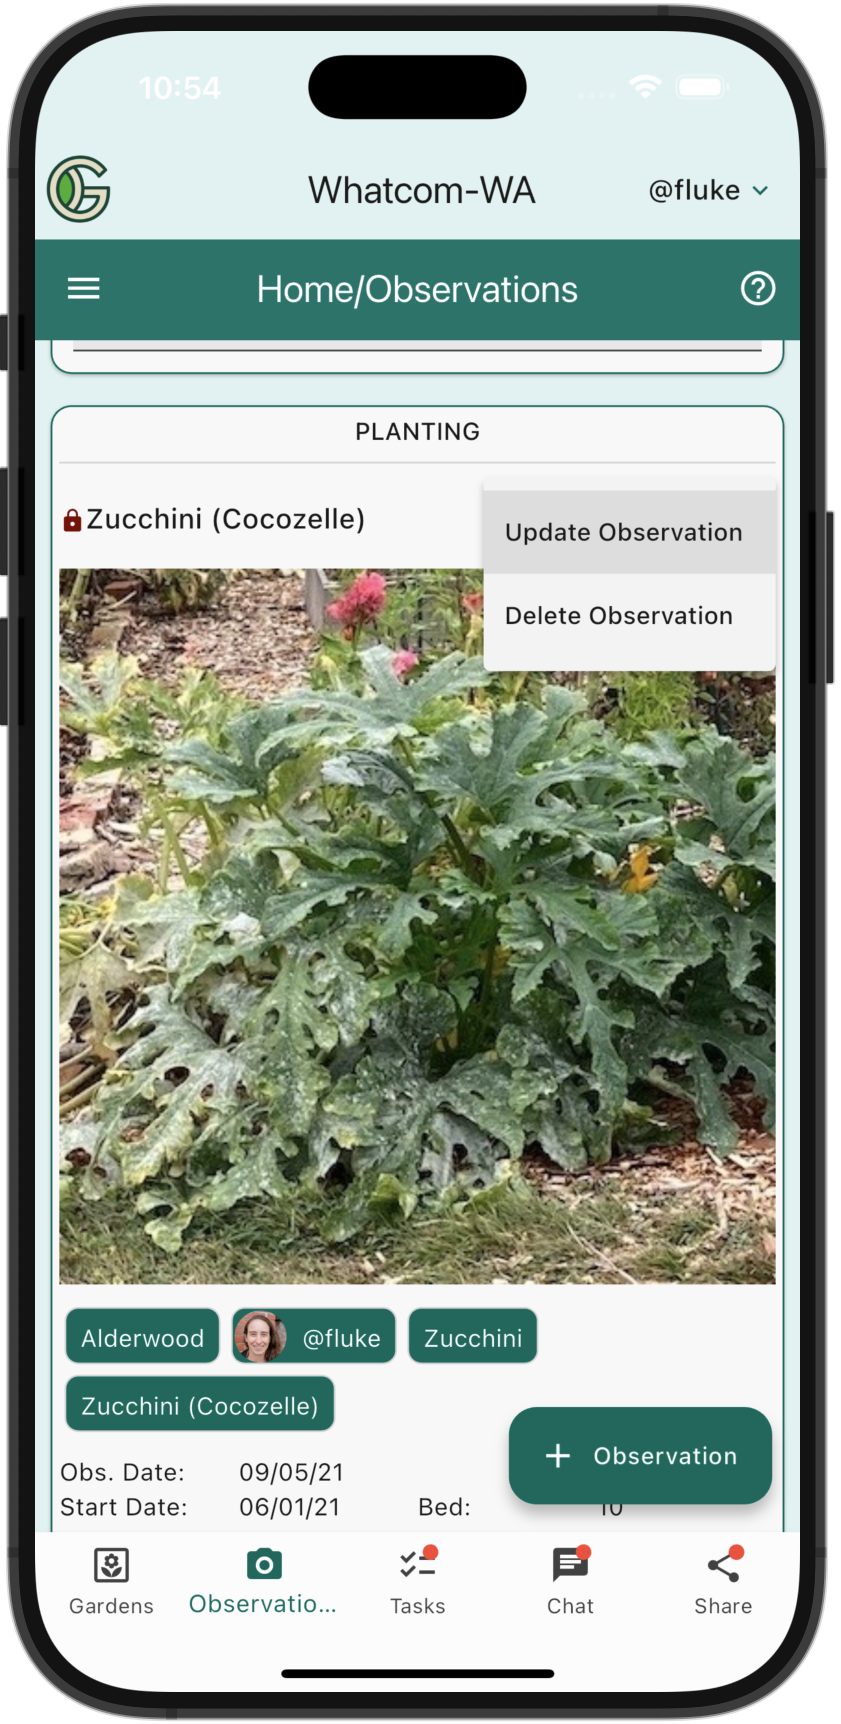 10:54
Whatcom-WA
@fluke
Home/Observations
PLANTING
Zucchini (Cocozelle)
Update Observation
Delete Observation
Alderwood
@fluke
Zucchini
Zucchini (Cocozelle)
+ Observation
Obs. Date: 09/05/21
Start Date: 06/01/21 Bed: 10
Gardens
Observatio...
Tasks
Chat
Share